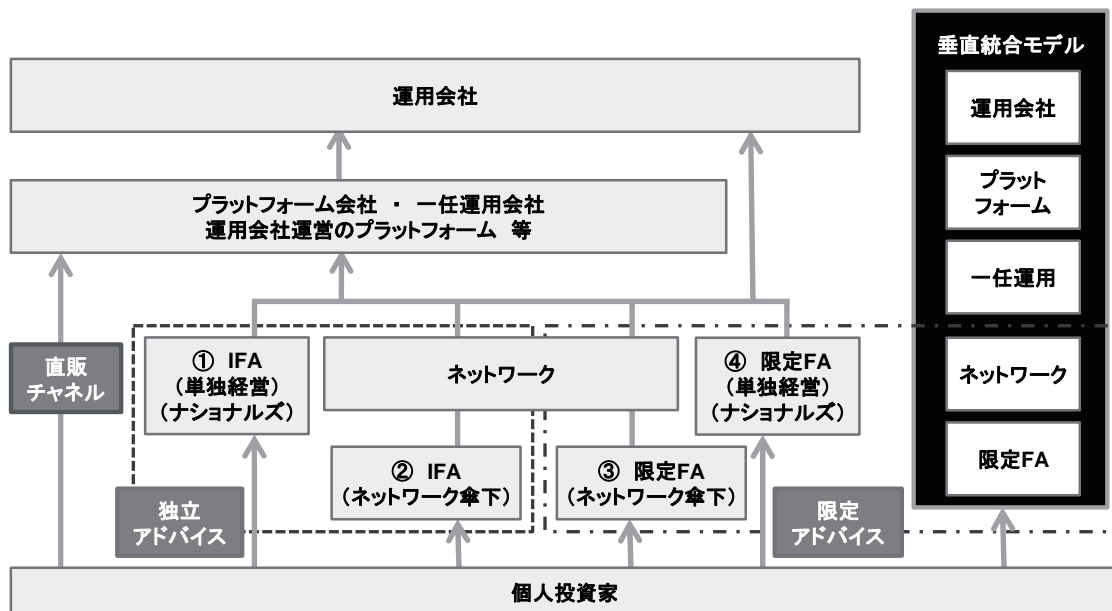 垂直統合モデル
運用会社
運用会社
プラットフォーム会社 ・ 一任運用会社
運用会社運営のプラットフォーム 等
プラット
フォーム
一任運用
直販
チャネル
① IFA
(単独経営)
(ナショナルズ)
ネットワーク
④ 限定FA
(単独経営)
(ナショナルズ)
ネットワーク
② IFA
(ネットワーク傘下)
③ 限定FA
(ネットワーク傘下)
限定FA
独立
アドバイス
限定
アドバイス
個人投資家